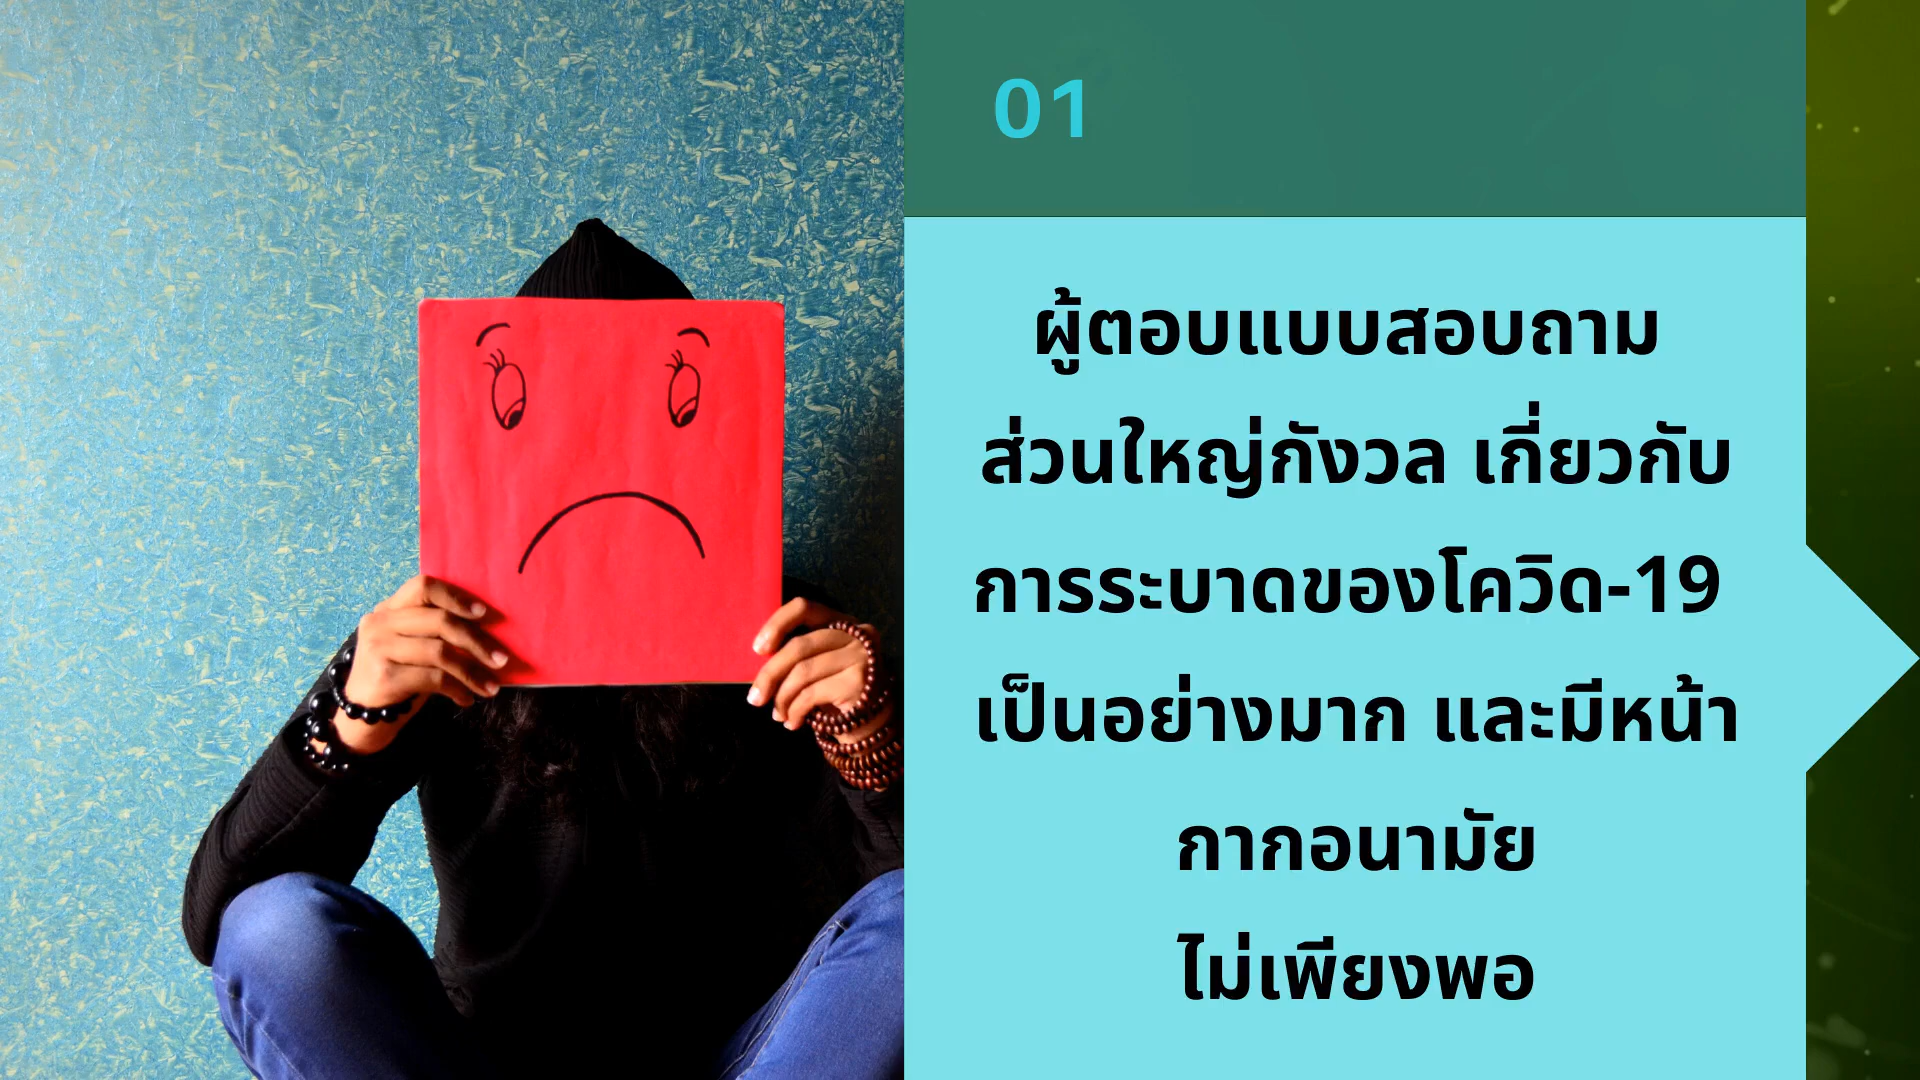 01
ผู้ตอบแบบสอบถาม
ส่วนใหญ่กังวล เกี่ยวกับ
การระบาดของโควิด-19
เป็นอย่างมาก และมีหน้า
กากอนามัย
ไม่เพียงพอ